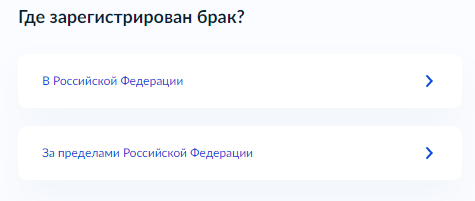 Где зарегистрирован брак?
В Российской Федерации
За пределами Российской Федерации